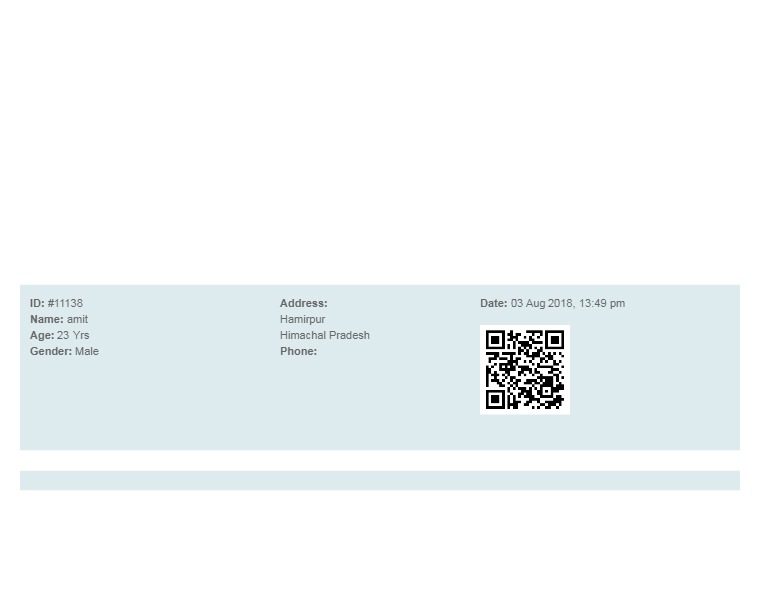 ID: #11138
Name: amit
Age: 23 Yrs
Gender: Male
Address:
Hamirpur
Himachal Pradesh
Phone:
Date: 03 Aug 2018, 13:49 pm